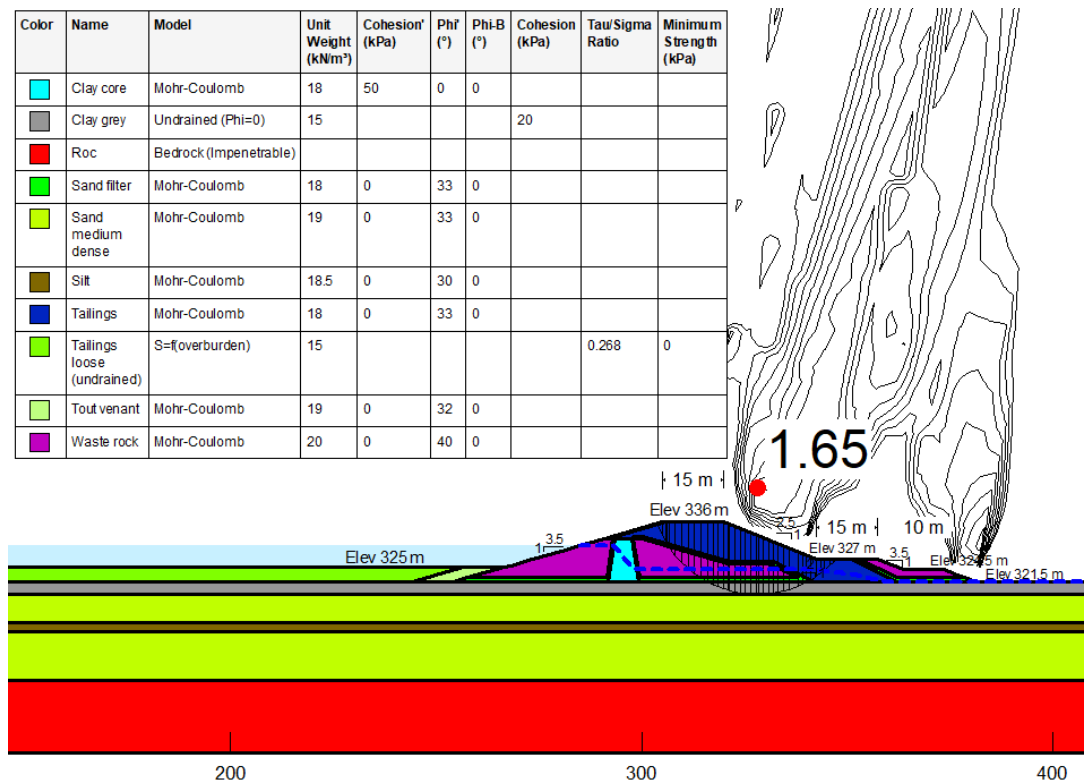 Color Name Model Unit Weight (kN/m³) Cohesion' (kPa) Phi' (°) Phi-B (°) Cohesion (kPa) Tau/Sigma Ratio Minimum Strength (kPa)
Clay core Mohr-Coulomb 18 50 0 0
Clay grey Undrained (Phi=0) 15 20
Roc Bedrock (Impenetrable)
Sand filter Mohr-Coulomb 18 0 33 0
Sand medium dense Mohr-Coulomb 19 0 33 0
Silt Mohr-Coulomb 18.5 0 30 0
Tailings Mohr-Coulomb 18 0 33 0
Tailings loose (undrained) S=f(overburden) 15 0.268 0
Tout venant Mohr-Coulomb 19 0 32 0
Waste rock Mohr-Coulomb 20 0 40 0
1.65
15 m
Elev 336 m
2.5
1
15 m
10 m
3.5
1
Elev 325 m
Elev 327 m
3.5
1
Elev
Elev 321.5 m
200
300
400